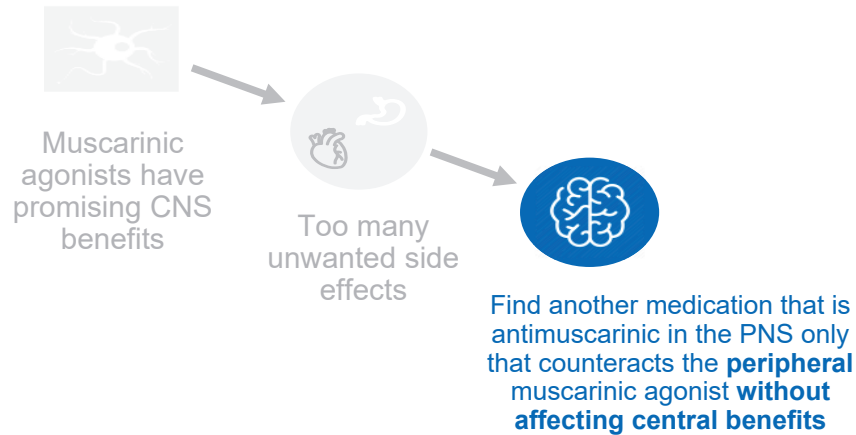 Muscarinic
agonists have
promising CNS
benefits
Too many
unwanted side
effects
Find another medication that is
antimuscarinic in the PNS only
that counteracts the peripheral
muscarinic agonist without
affecting central benefits